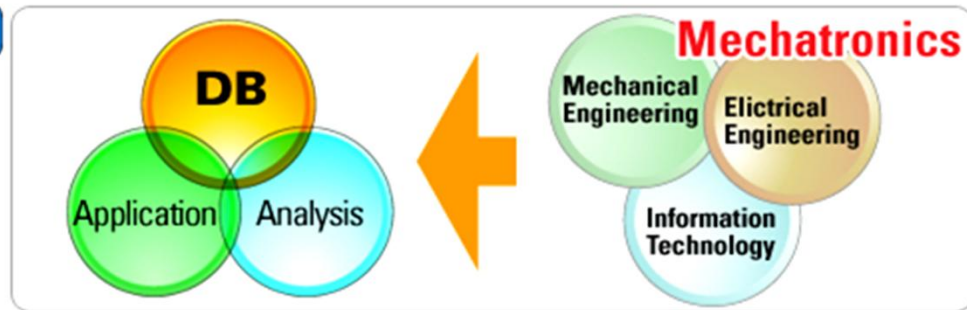 DB
Application
Analysis
Mechatronics
Mechanical
Engineering
Elictrical
Engineering
Information
Technology